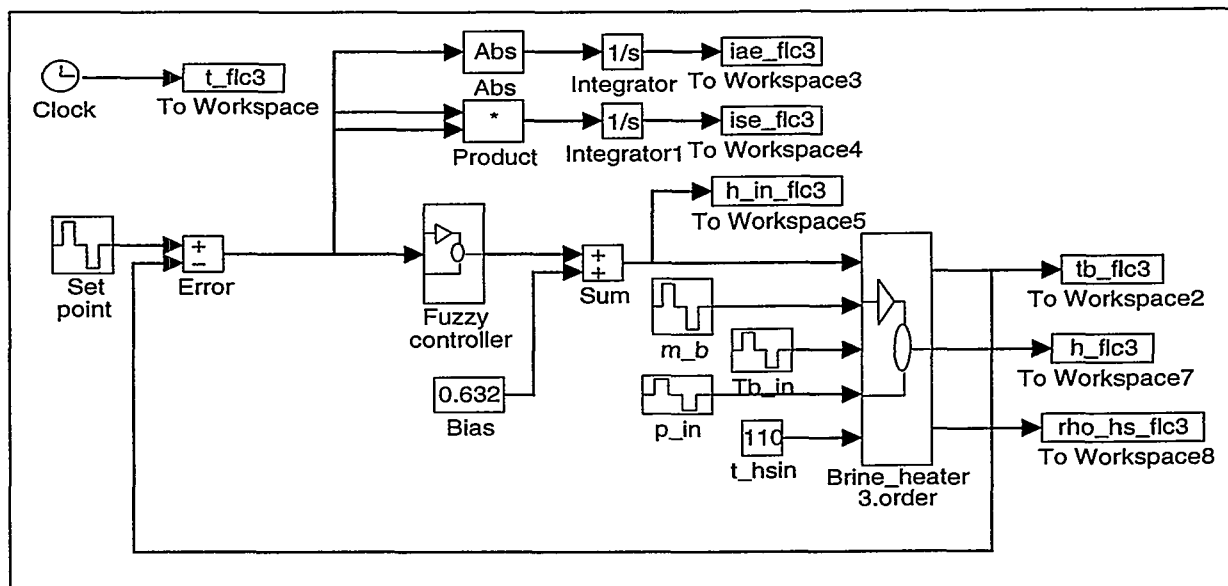 Clock
t_flc3
To Workspace
Abs
Abs
1/s
Integrator
iae_flc3
To Workspace3
*
Product
1/s
Integrator1
ise_flc3
To Workspace4
h_in_flc3
To Workspace5
Set
point
+
−
Error
Fuzzy
controller
+
+
Sum
0.632
Bias
m_b
Tb_in
p_in
110
t_hsin
Brine_heater
3.order
tb_flc3
To Workspace2
h_flc3
To Workspace7
rho_hs_flc3
To Workspace8